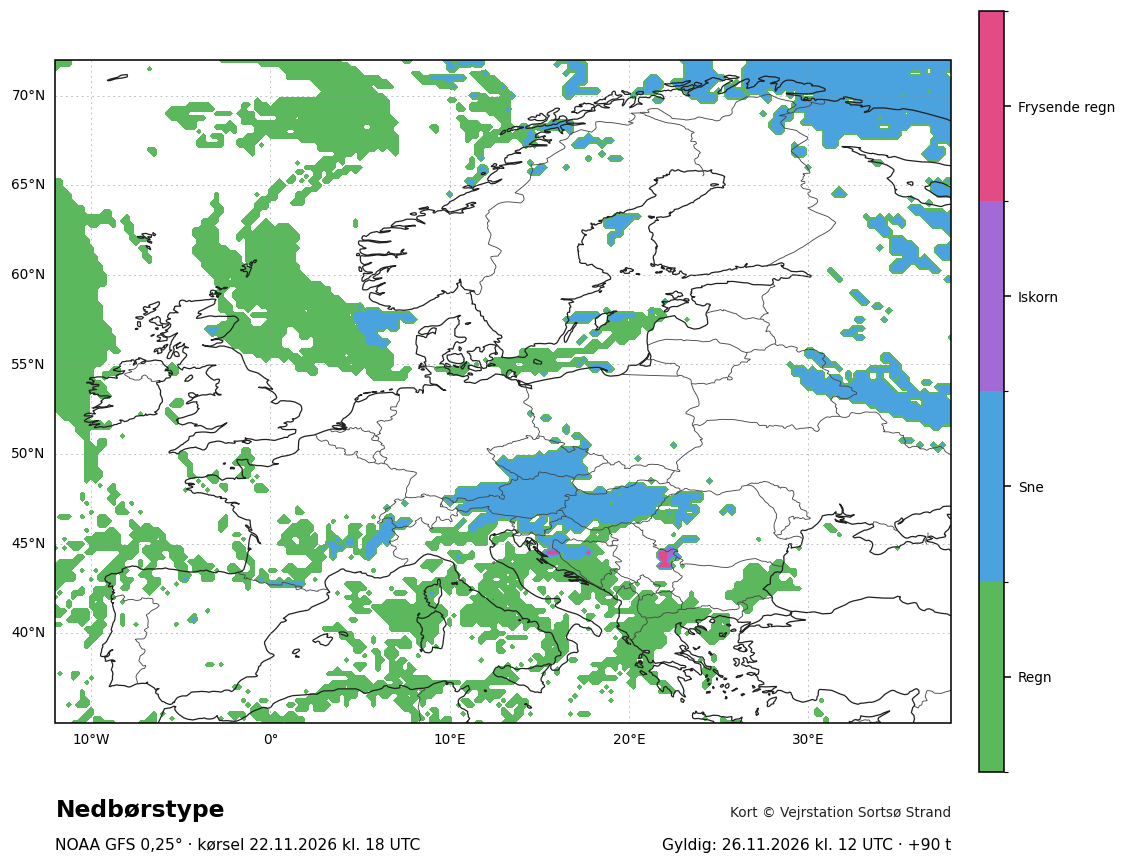 Frysende regn
Iskorn
Sne
Regn
70°N
65°N
60°N
55°N
50°N
45°N
40°N
10°W 0° 10°E 20°E 30°E
Nedbørstype
Kort © Vejrstation Sortsø Strand
NOAA GFS 0,25° · kørsel 22.11.2026 kl. 18 UTC
Gyldig: 26.11.2026 kl. 12 UTC · +90 t